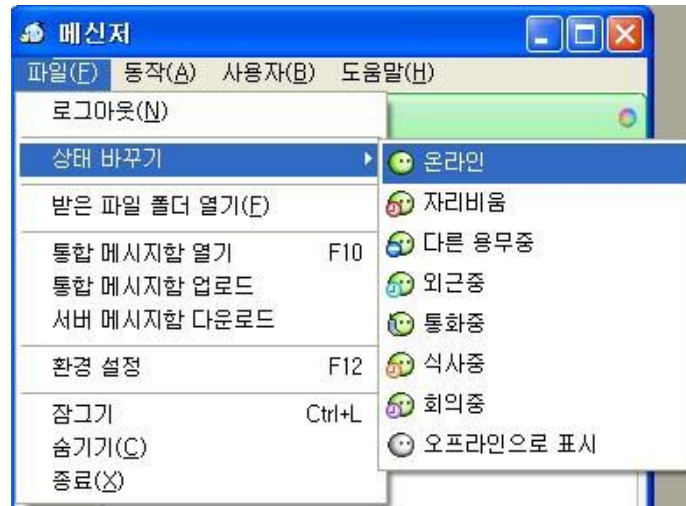 메신저
파일(F) 동작(A) 사용자(B) 도움말(H)
로그아웃(N)
상태 바꾸기
받은 파일 폴더 열기(F)
통합 메시지함 열기 F10
통합 메시지함 업로드
서버 메시지함 다운로드
환경 설정 F12
잠그기 Ctrl+L
숨기기(C)
종료(X)
온라인
자리비움
다른 용무중
외근중
통화중
식사중
회의중
오프라인으로 표시